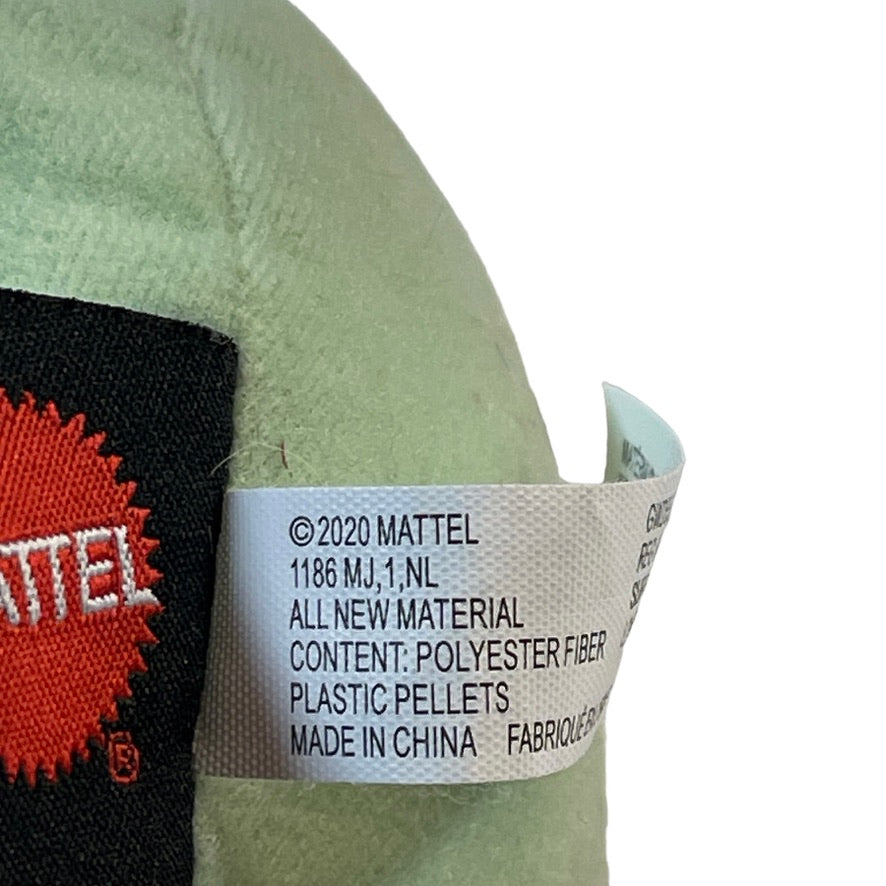 ©2020 MATTEL
1186 MJ,1,NL
ALL NEW MATERIAL
CONTENT: POLYESTER FIBER
PLASTIC PELLETS
MADE IN CHINA FABRIQUÉ
ATTEL
®